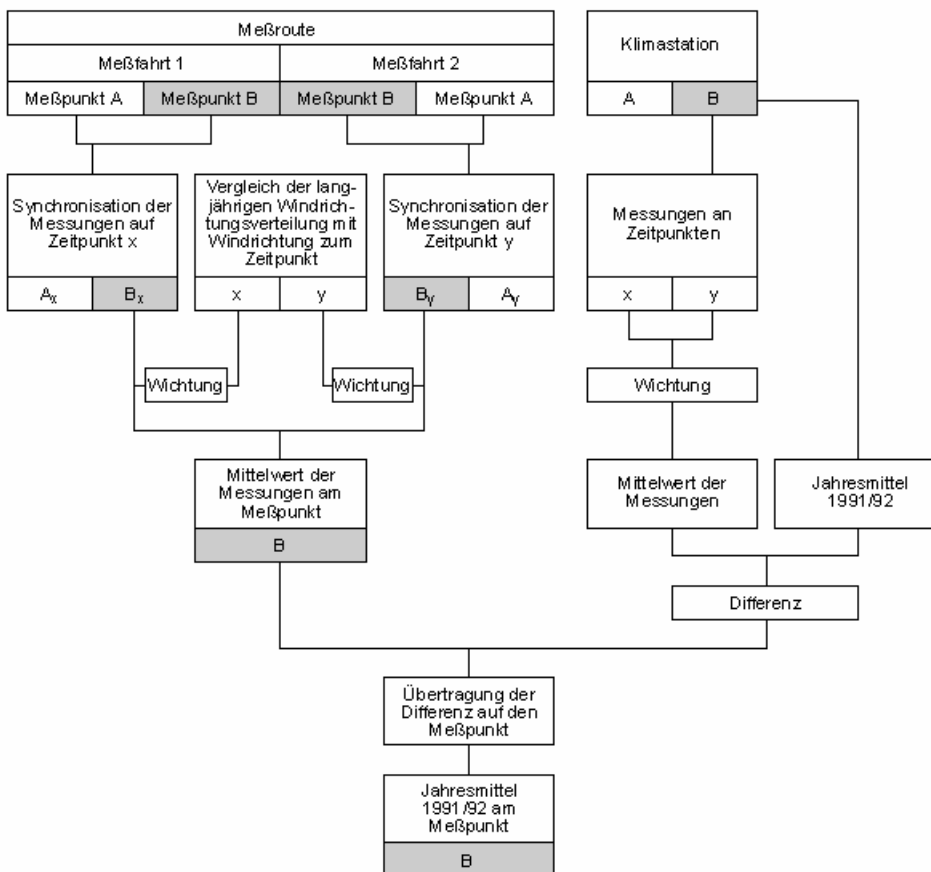 Meßroute
Meßfahrt 1
Meßfahrt 2
Meßpunkt A
Meßpunkt B
Meßpunkt B
Meßpunkt A
Klimastation
A
B
Synchronisation der
Messungen auf
Zeitpunkt x
Ax
Bx
Vergleich der lang-
jährigen Windrich-
tungsverteilung mit
Windrichtung zum
Zeitpunkt
x
y
Synchronisation der
Messungen auf
Zeitpunkt y
By
Ay
Messungen an
Zeitpunkten
x
y
Wichtung
Wichtung
Wichtung
Mittelwert der
Messungen am
Meßpunkt
B
Mittelwert der
Messungen
Jahresmittel
1991/92
Differenz
Übertragung der
Differenz auf den
Meßpunkt
Jahresmittel
1991/92 am
Meßpunkt
B